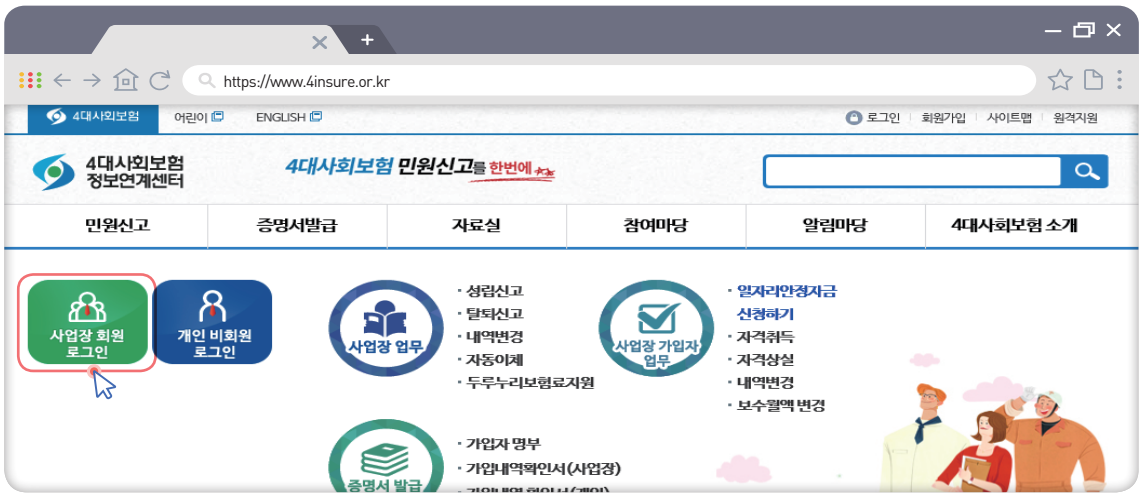 https://www.4insure.or.kr
4대사회보험 어린이 ENGLISH 로그인 회원가입 사이트맵 원격지원
4대사회보험
정보연계센터
4대사회보험 민원신고를 한번에
민원신고 증명서발급 자료실 참여마당 알림마당 4대사회보험 소개
사업장 회원
로그인
개인 비회원
로그인
사업장 업무
· 성립신고
· 탈퇴신고
· 내역변경
· 자동이체
· 두루누리보험료지원
사업장 가입자
업무
· 일자리안정자금
신청하기
· 자격취득
· 자격상실
· 내역변경
· 보수월액 변경
증명서 발급
· 가입자 명부
· 가입내역확인서(사업장)